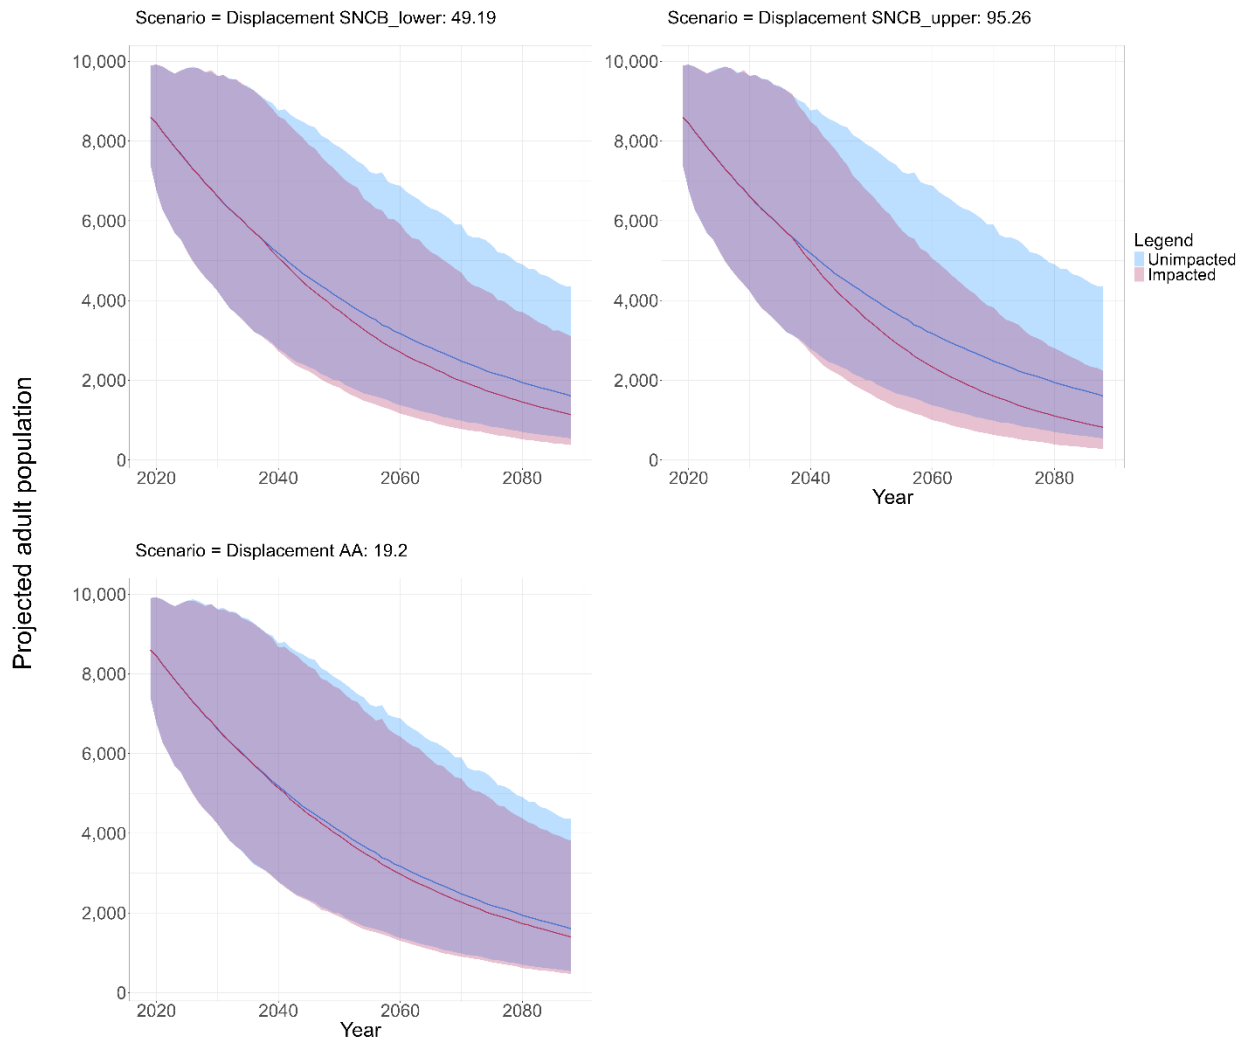 Scenario = Displacement SNCB_lower: 49.19
Scenario = Displacement SNCB_upper: 95.26
10,000
8,000
6,000
4,000
2,000
0
2020 2040 2060 2080
10,000
8,000
6,000
4,000
2,000
0
2020 2040 2060 2080
Year
Legend
Unimpacted
Impacted
Projected adult population
Scenario = Displacement AA: 19.2
10,000
8,000
6,000
4,000
2,000
0
2020 2040 2060 2080
Year